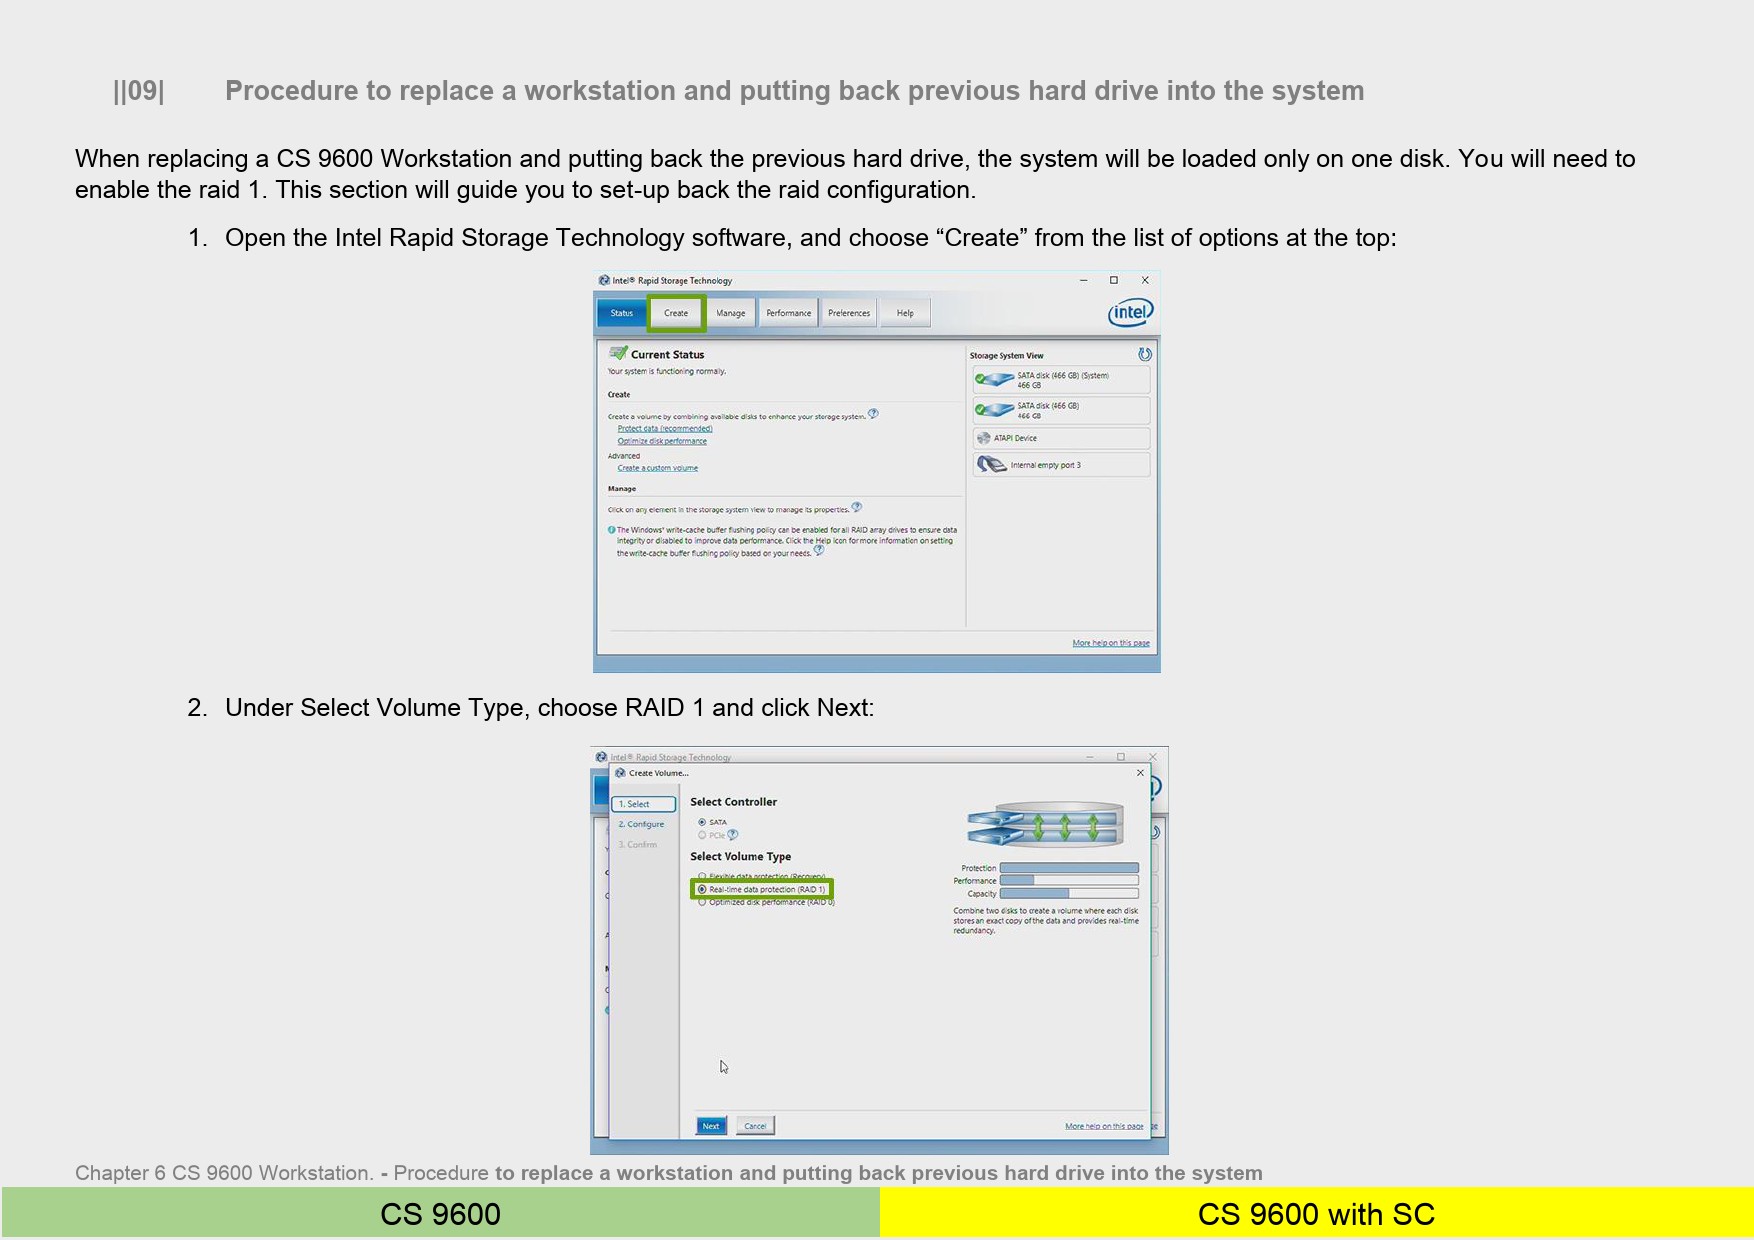 ||09| Procedure to replace a workstation and putting back previous hard drive into the system
When replacing a CS 9600 Workstation and putting back the previous hard drive, the system will be loaded only on one disk. You will need to
enable the raid 1. This section will guide you to set-up back the raid configuration.
1. Open the Intel Rapid Storage Technology software, and choose “Create” from the list of options at the top:
Intel® Rapid Storage Technology
Status Create Manage Performance Preferences Help
intel
Current Status
Your system is functioning normally.
Create
Create a volume by combining available disks to enhance your storage system.
Protect data (recommended)
Optimize disk performance
Advanced
Create a custom volume
Manage
Click on any element in the storage system view to manage its properties.
The Windows* write-cache buffer flushing policy can be enabled for all RAID array drives to ensure data
integrity or disabled to improve data performance. Click the Help icon for more information on setting
the write-cache buffer flushing policy based on your needs.
Storage System View
SATA disk (466 GB) (System)
466 GB
SATA disk (466 GB)
466 GB
ATAPI Device
Internal empty port 3
More help on this page
2. Under Select Volume Type, choose RAID 1 and click Next:
Intel® Rapid Storage Technology
Create Volume...
1. Select
2. Configure
3. Confirm
Select Controller
SATA
PCIe
Select Volume Type
Flexible data protection (Recovery)
Real-time data protection (RAID 1)
Optimized disk performance (RAID 0)
Protection
Performance
Capacity
Combine two disks to create a volume where each disk
stores an exact copy of the data and provides real-time
redundancy.
Next Cancel
More help on this page
Chapter 6 CS 9600 Workstation. - Procedure to replace a workstation and putting back previous hard drive into the system
CS 9600 CS 9600 with SC